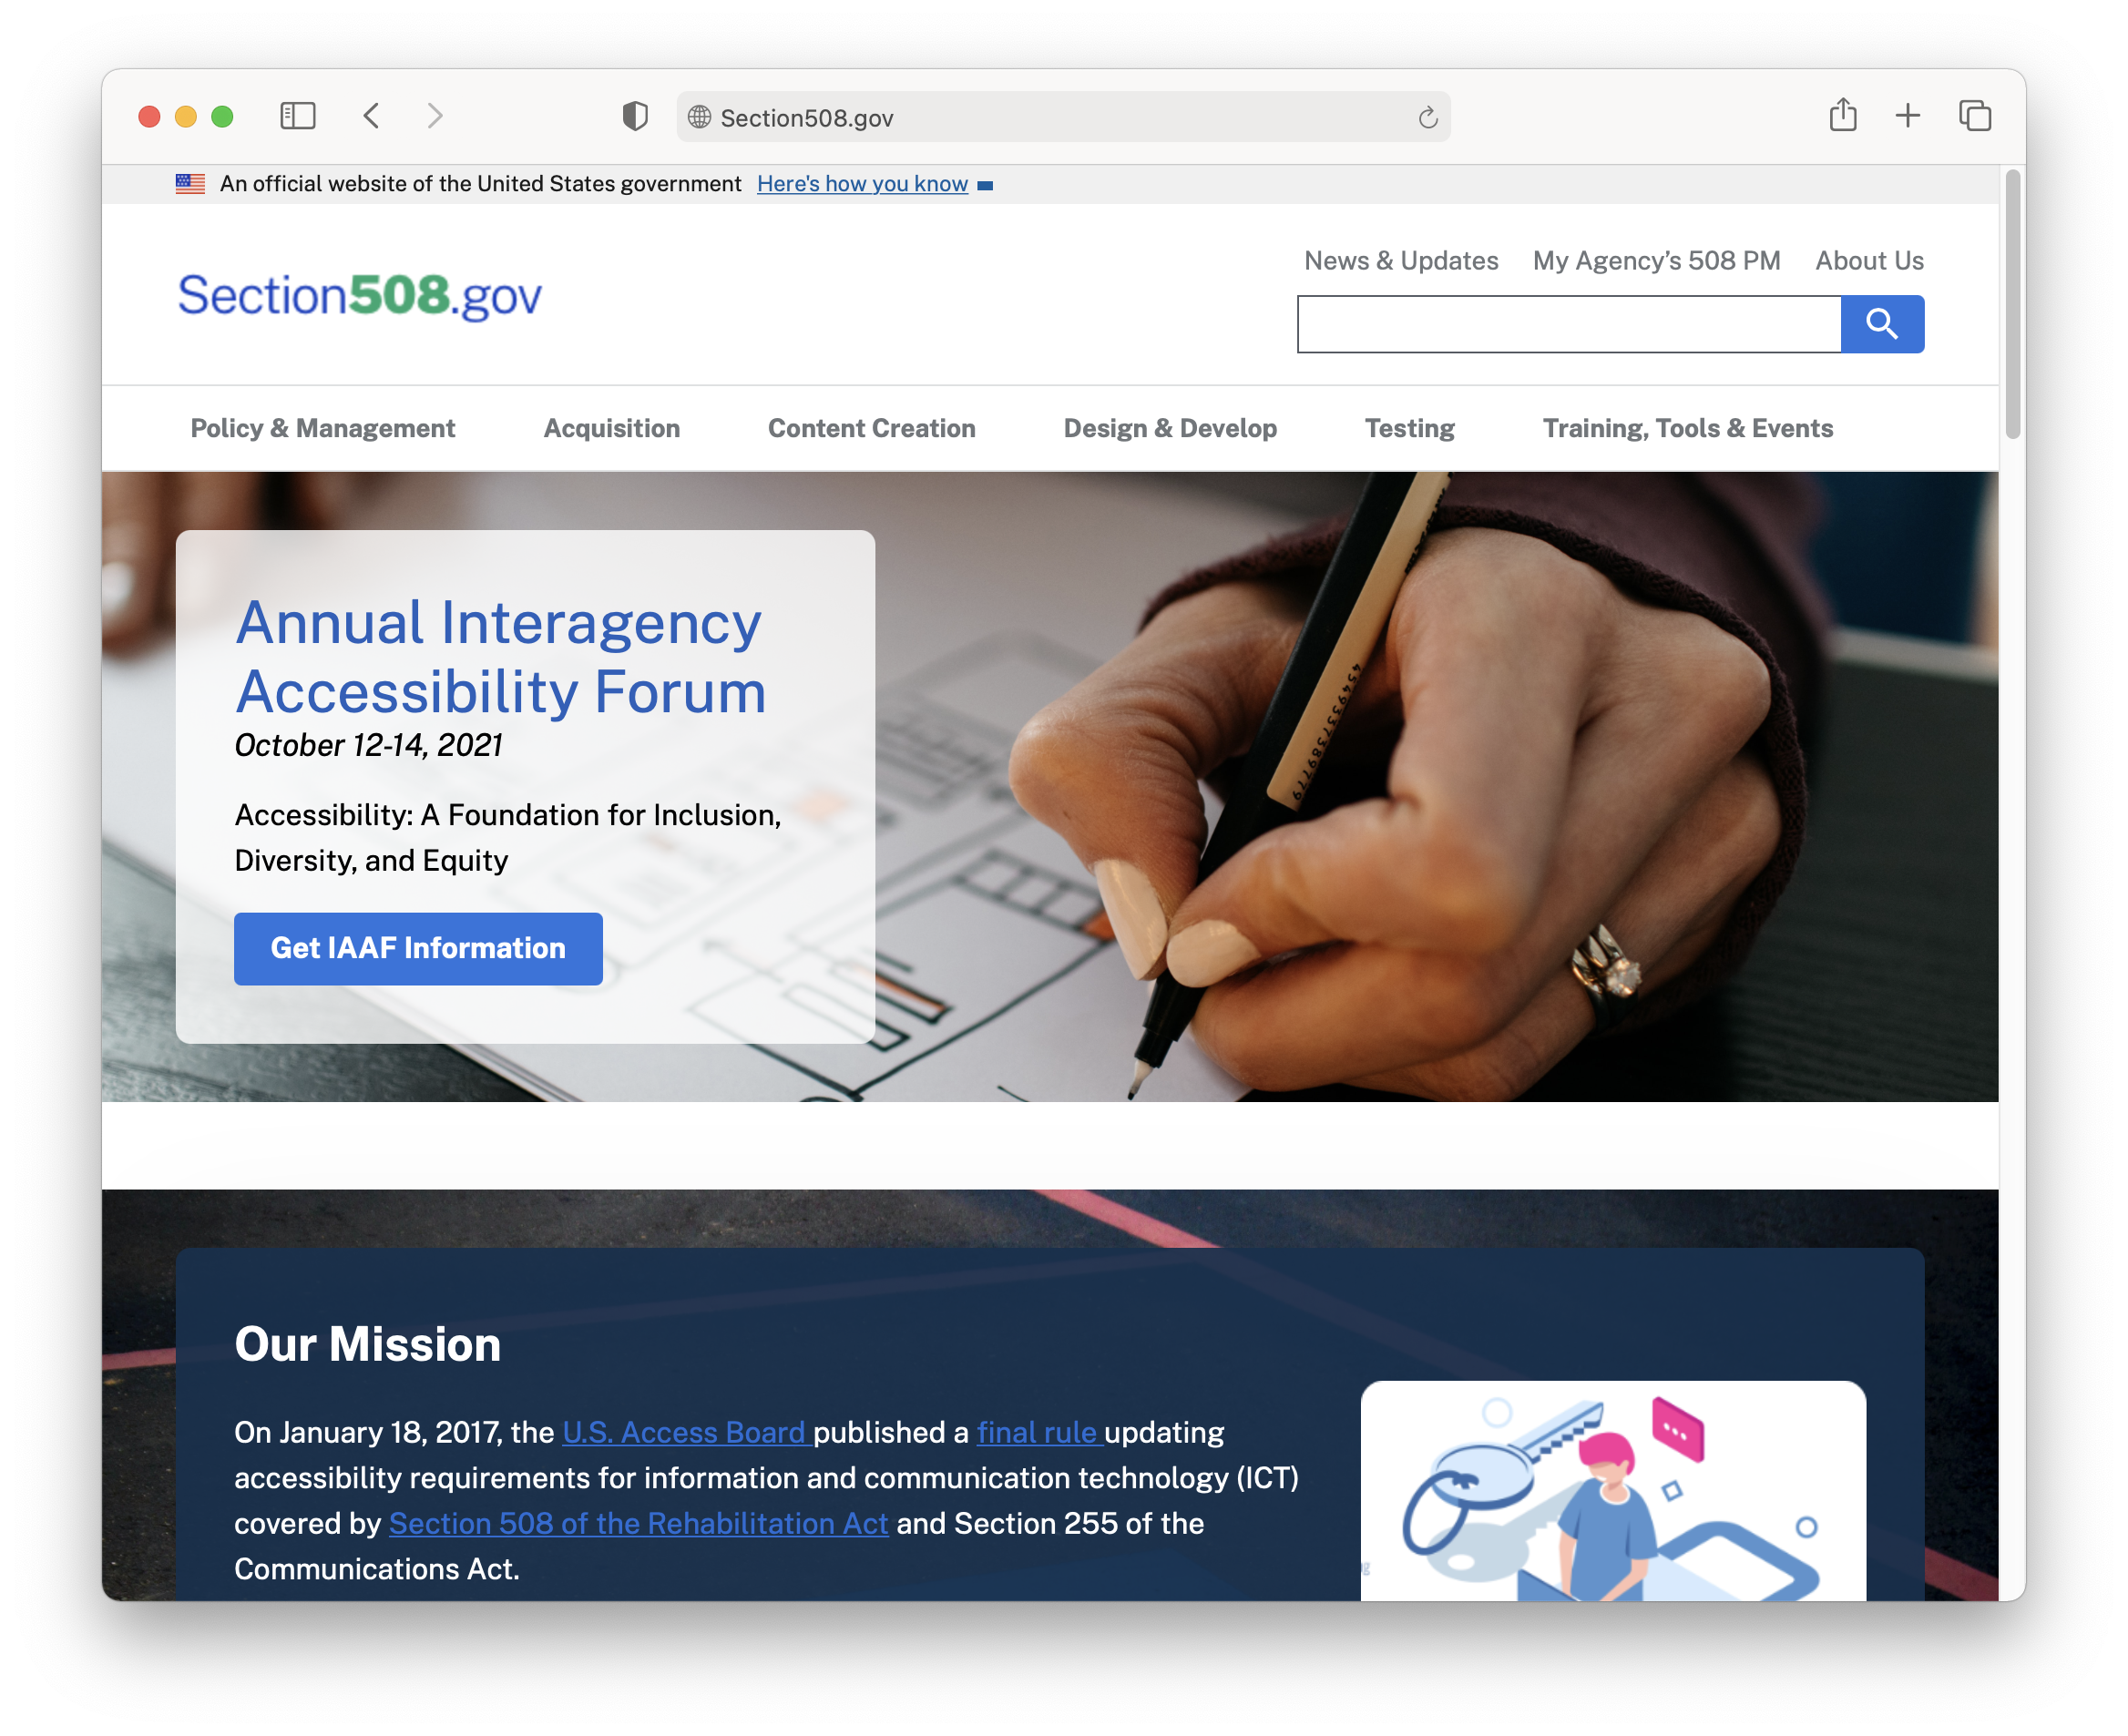 Section508.gov
An official website of the United States government Here's how you know
Section508.gov
News & Updates My Agency’s 508 PM About Us
Policy & Management Acquisition Content Creation Design & Develop Testing Training, Tools & Events
Annual Interagency
Accessibility Forum
October 12-14, 2021
Accessibility: A Foundation for Inclusion,
Diversity, and Equity
Get IAAF Information
Our Mission
On January 18, 2017, the U.S. Access Board published a final rule updating
accessibility requirements for information and communication technology (ICT)
covered by Section 508 of the Rehabilitation Act and Section 255 of the
Communications Act.